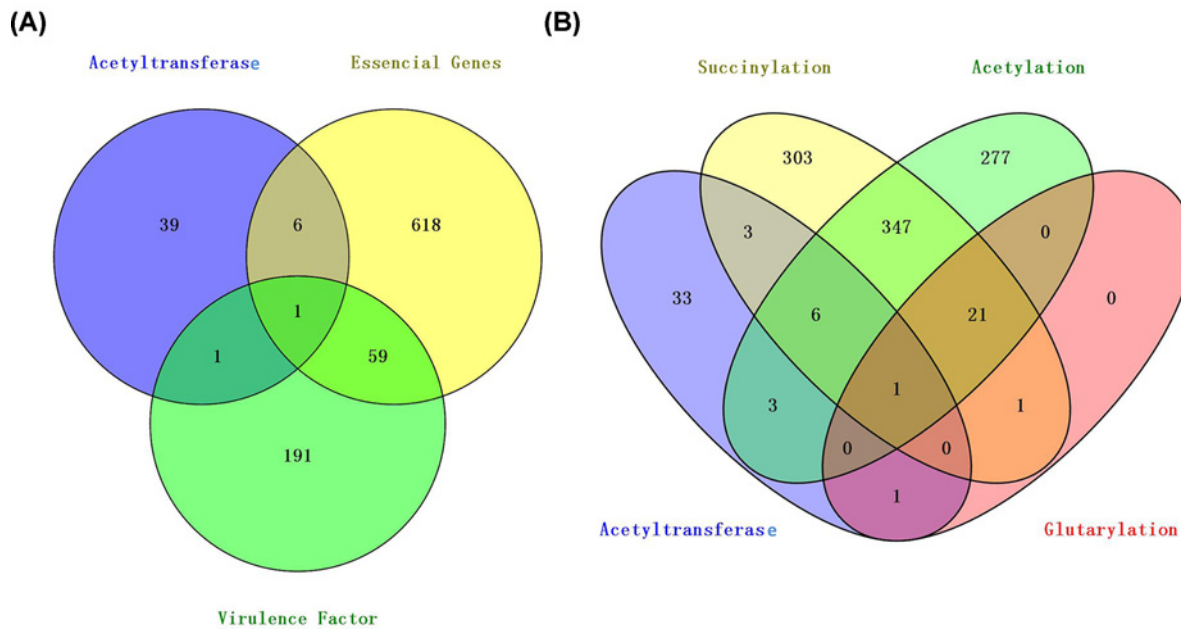 (A)
(B)
Acetyltransferase
Essencial Genes
Succinylation
Acetylation
303
277
39
6
618
3
347
0
33
6
21
0
1
1
59
1
3
1
0
0
191
1
Acetyltransferase
Glutarylation
Virulence Factor